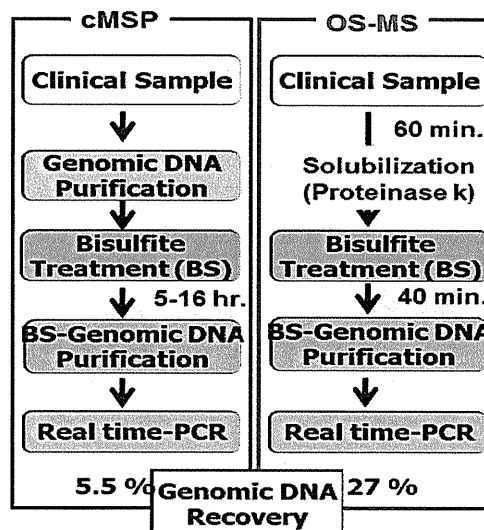 cMSP
Clinical Sample
Genomic DNA
Purification
Bisulfite
Treatment (BS)
5-16 hr.
BS-Genomic DNA
Purification
Real time-PCR
5.5 %
OS-MS
Clinical Sample
60 min.
Solubilization
(Proteinase k)
Bisulfite
Treatment (BS)
40 min.
BS-Genomic DNA
Purification
Real time-PCR
27 %
Genomic DNA
Recovery